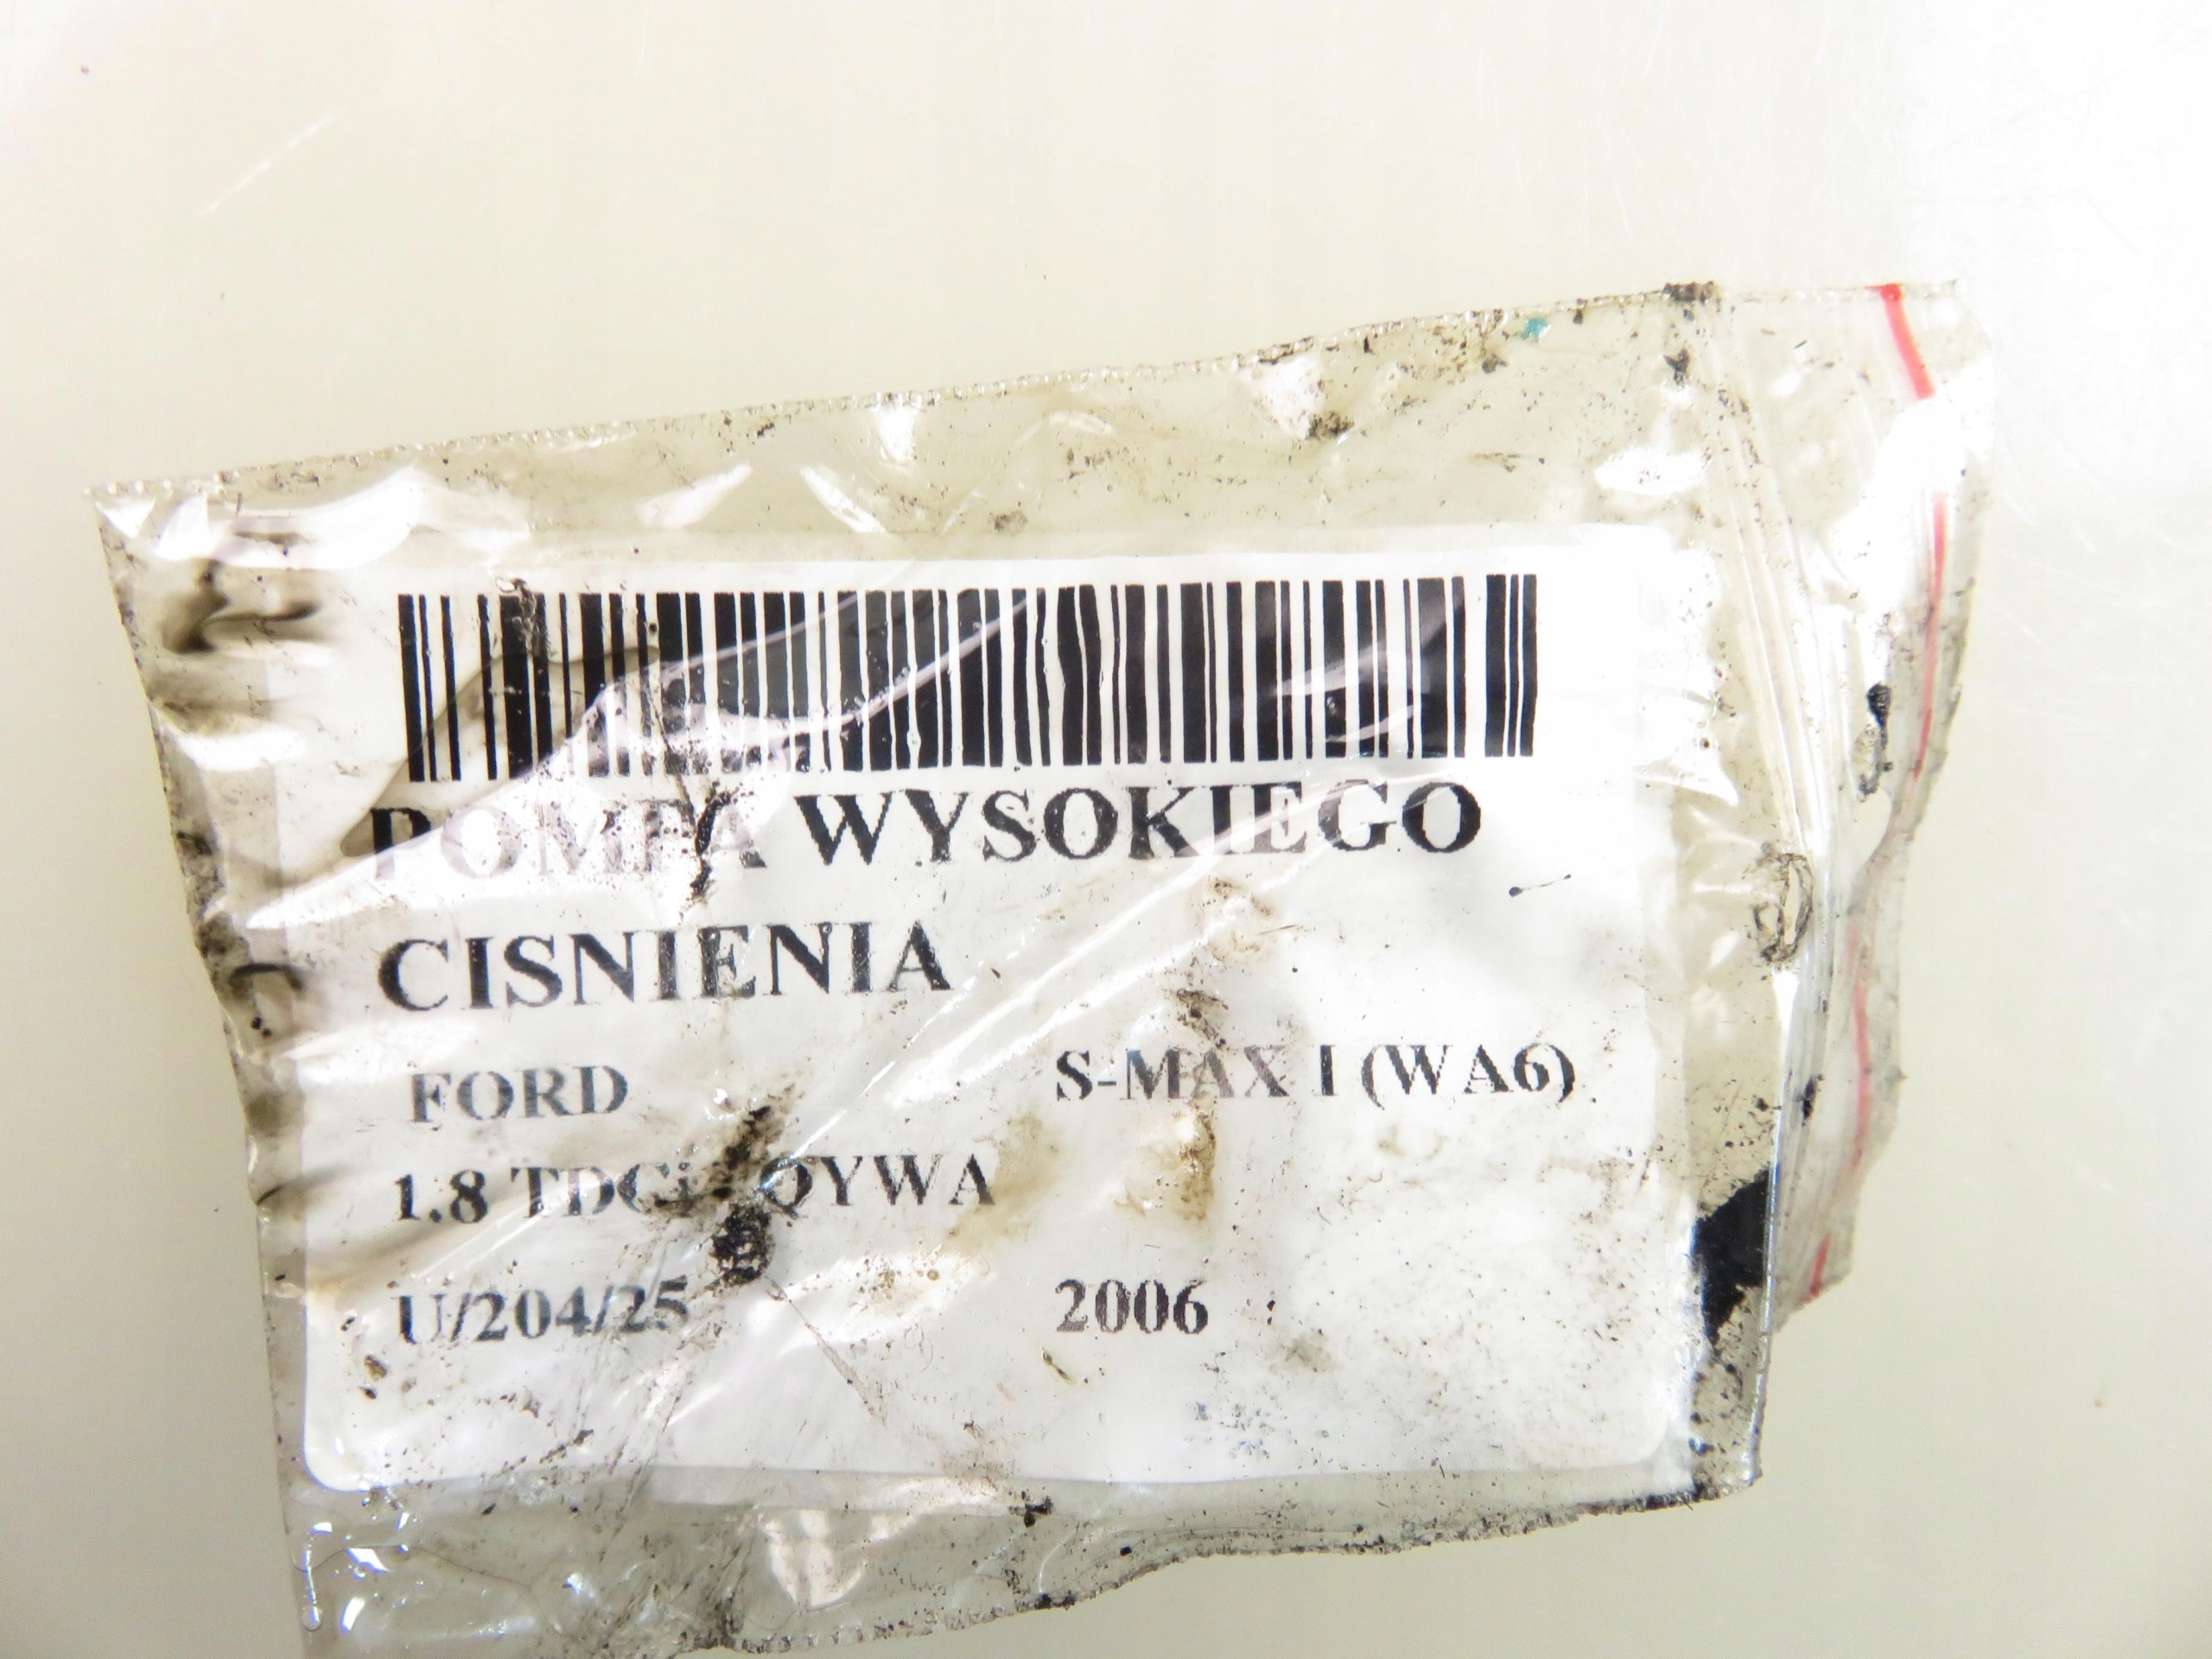 POMPA WYSOKIEGO
CISNIENIA
FORD S-MAX I (WA6)
1.8 TDCi QYWA
U/204/25 2006